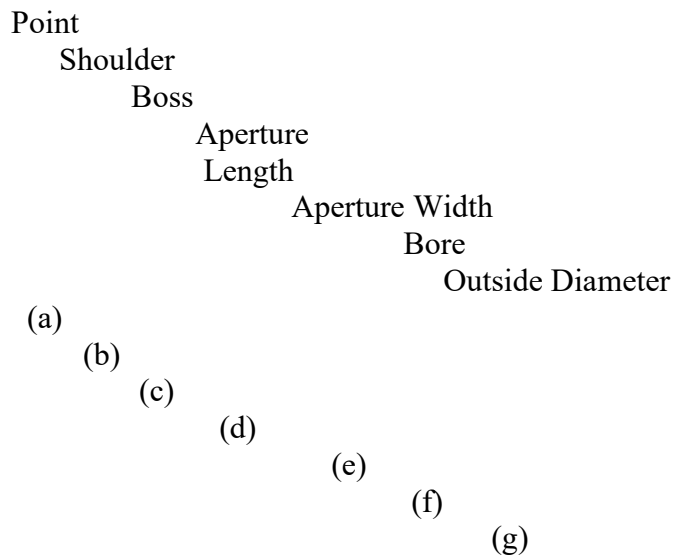 Point
Shoulder
Boss
Aperture
Length
Aperture Width
Bore
Outside Diameter
(a)
(b)
(c)
(d)
(e)
(f)
(g)